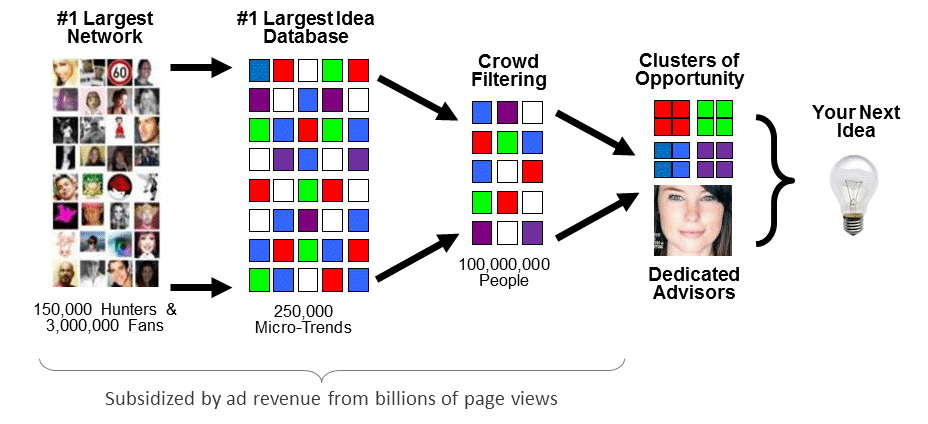 #1 Largest
Network
#1 Largest Idea
Database
Crowd
Filtering
Clusters of
Opportunity
Your Next
Idea
60
150,000 Hunters &
3,000,000 Fans
250,000
Micro-Trends
100,000,000
People
Dedicated
Advisors
Subsidized by ad revenue from billions of page views